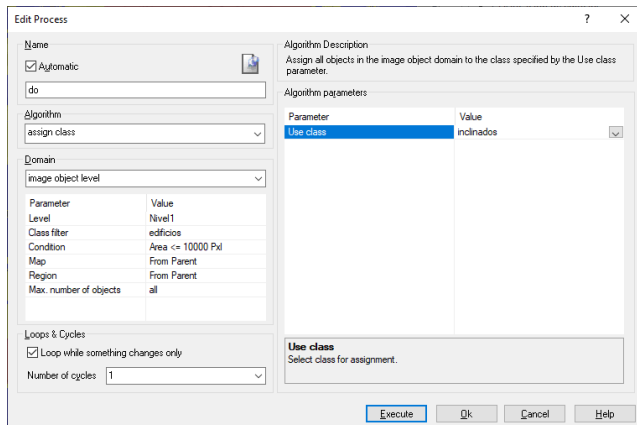 Edit Process
? X
Name
Automatic
do
Algorithm
assign class
Domain
image object level
Parameter Value
Level Nivel1
Class filter edificios
Condition Area <= 10000 Pxl
Map From Parent
Region From Parent
Max. number of objects all
Loops & Cycles
Loop while something changes only
Number of cycles 1
Algorithm Description
Assign all objects in the image object domain to the class specified by the Use class
parameter.
Algorithm parameters
Parameter Value
Use class inclinados
Use class
Select class for assignment.
Execute Ok Cancel Help